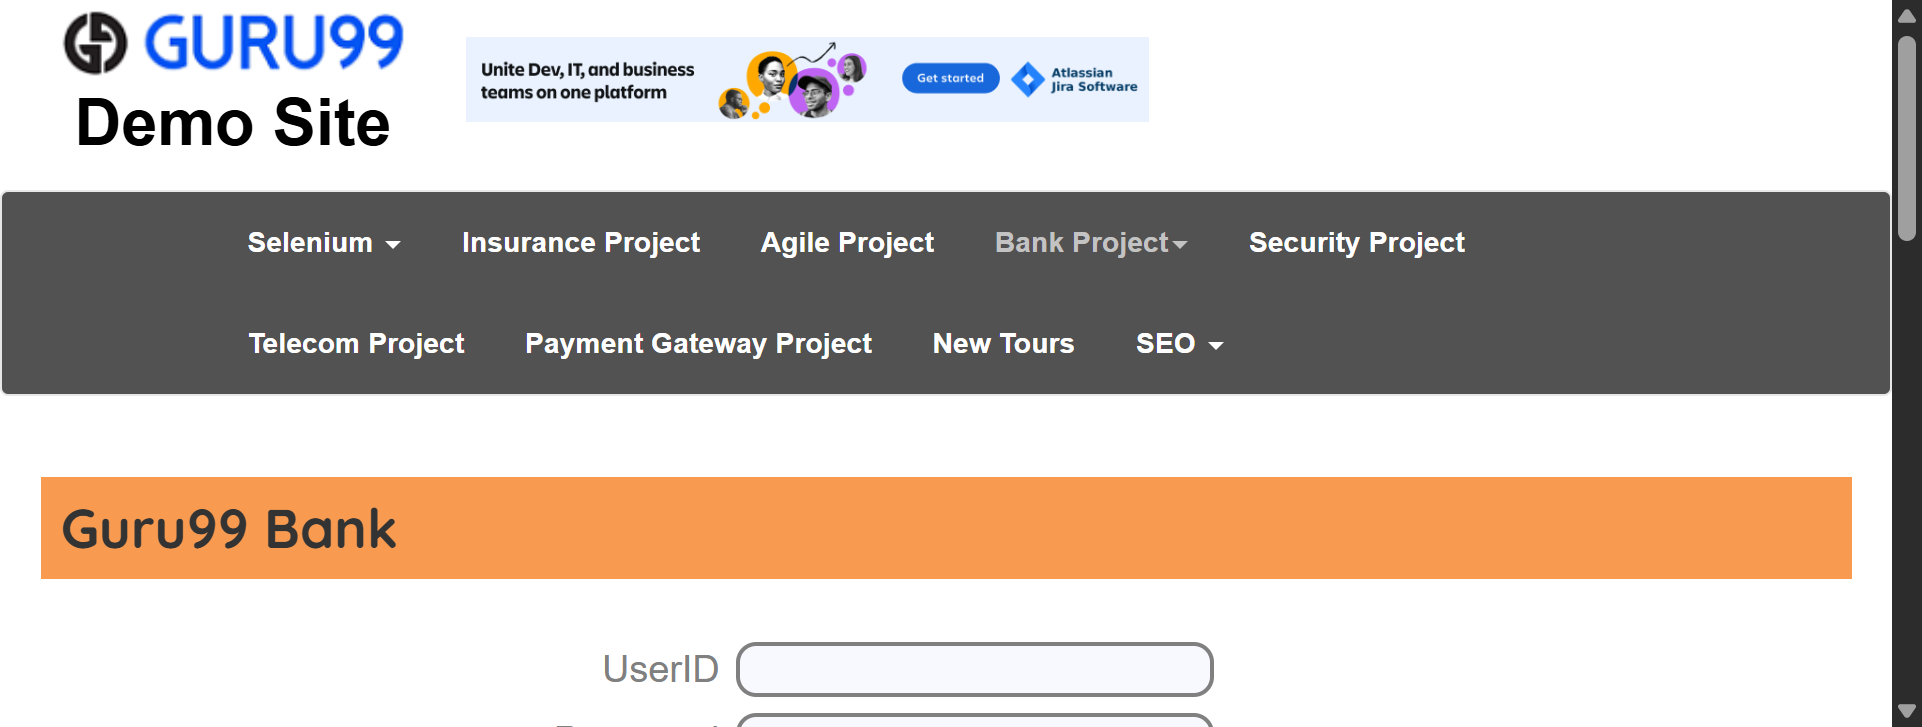 GURU99
Demo Site
Unite Dev, IT, and business
teams on one platform
Get started
Atlassian
Jira Software
Selenium
Insurance Project
Agile Project
Bank Project
Security Project
Telecom Project
Payment Gateway Project
New Tours
SEO
Guru99 Bank
UserID